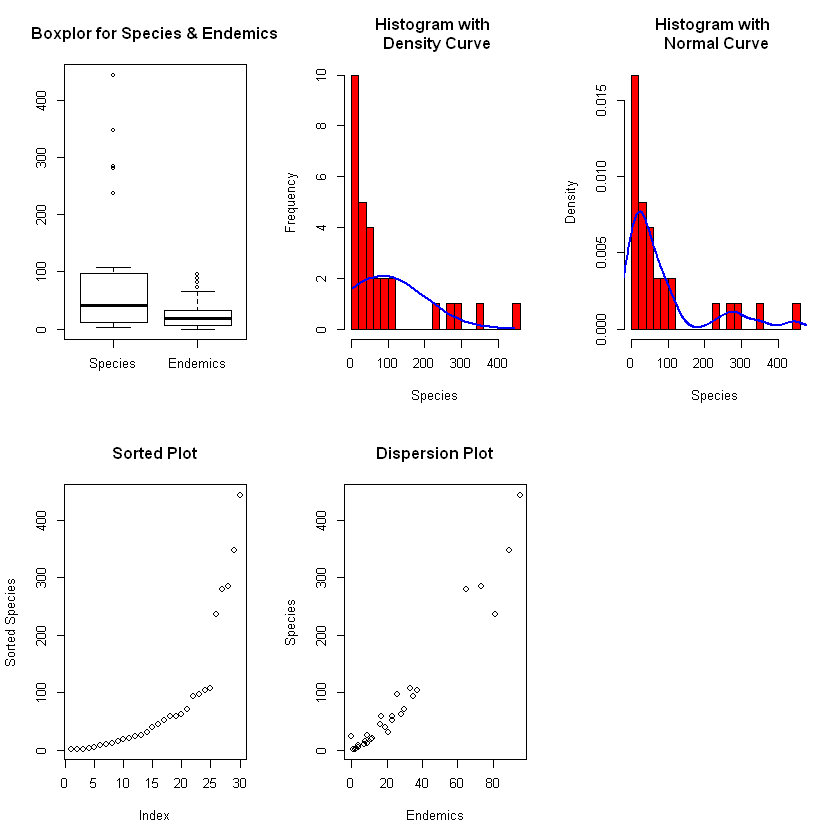 Boxplor for Species & Endemics
400
300
200
100
0
Species
Endemics
Histogram with
Density Curve
Frequency
10
8
6
4
2
0
0
100
200
300
400
Species
Histogram with
Normal Curve
Density
0.015
0.010
0.005
0.000
0
100
200
300
400
Species
Sorted Plot
Sorted Species
400
300
200
100
0
0
5
10
15
20
25
30
Index
Dispersion Plot
Species
400
300
200
100
0
0
20
40
60
80
Endemics